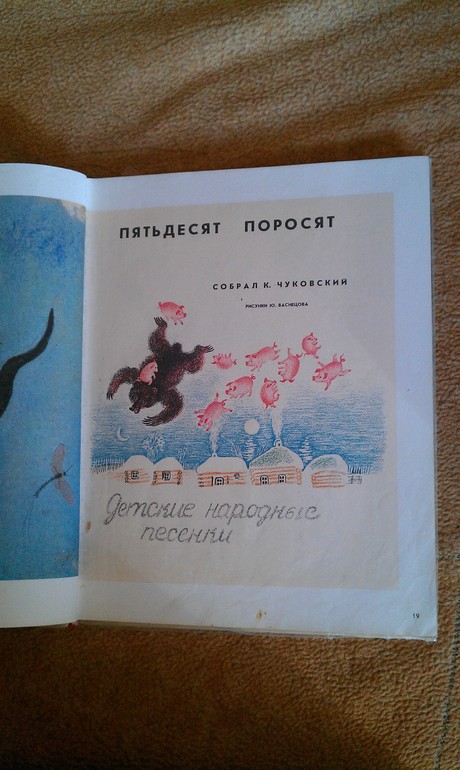 ПЯТЬДЕСЯТ ПОРОСЯТ
СОБРАЛ К. ЧУКОВСКИЙ
РИСУНКИ Ю. ВАСНЕЦОВА
Детские народные
песенки
19